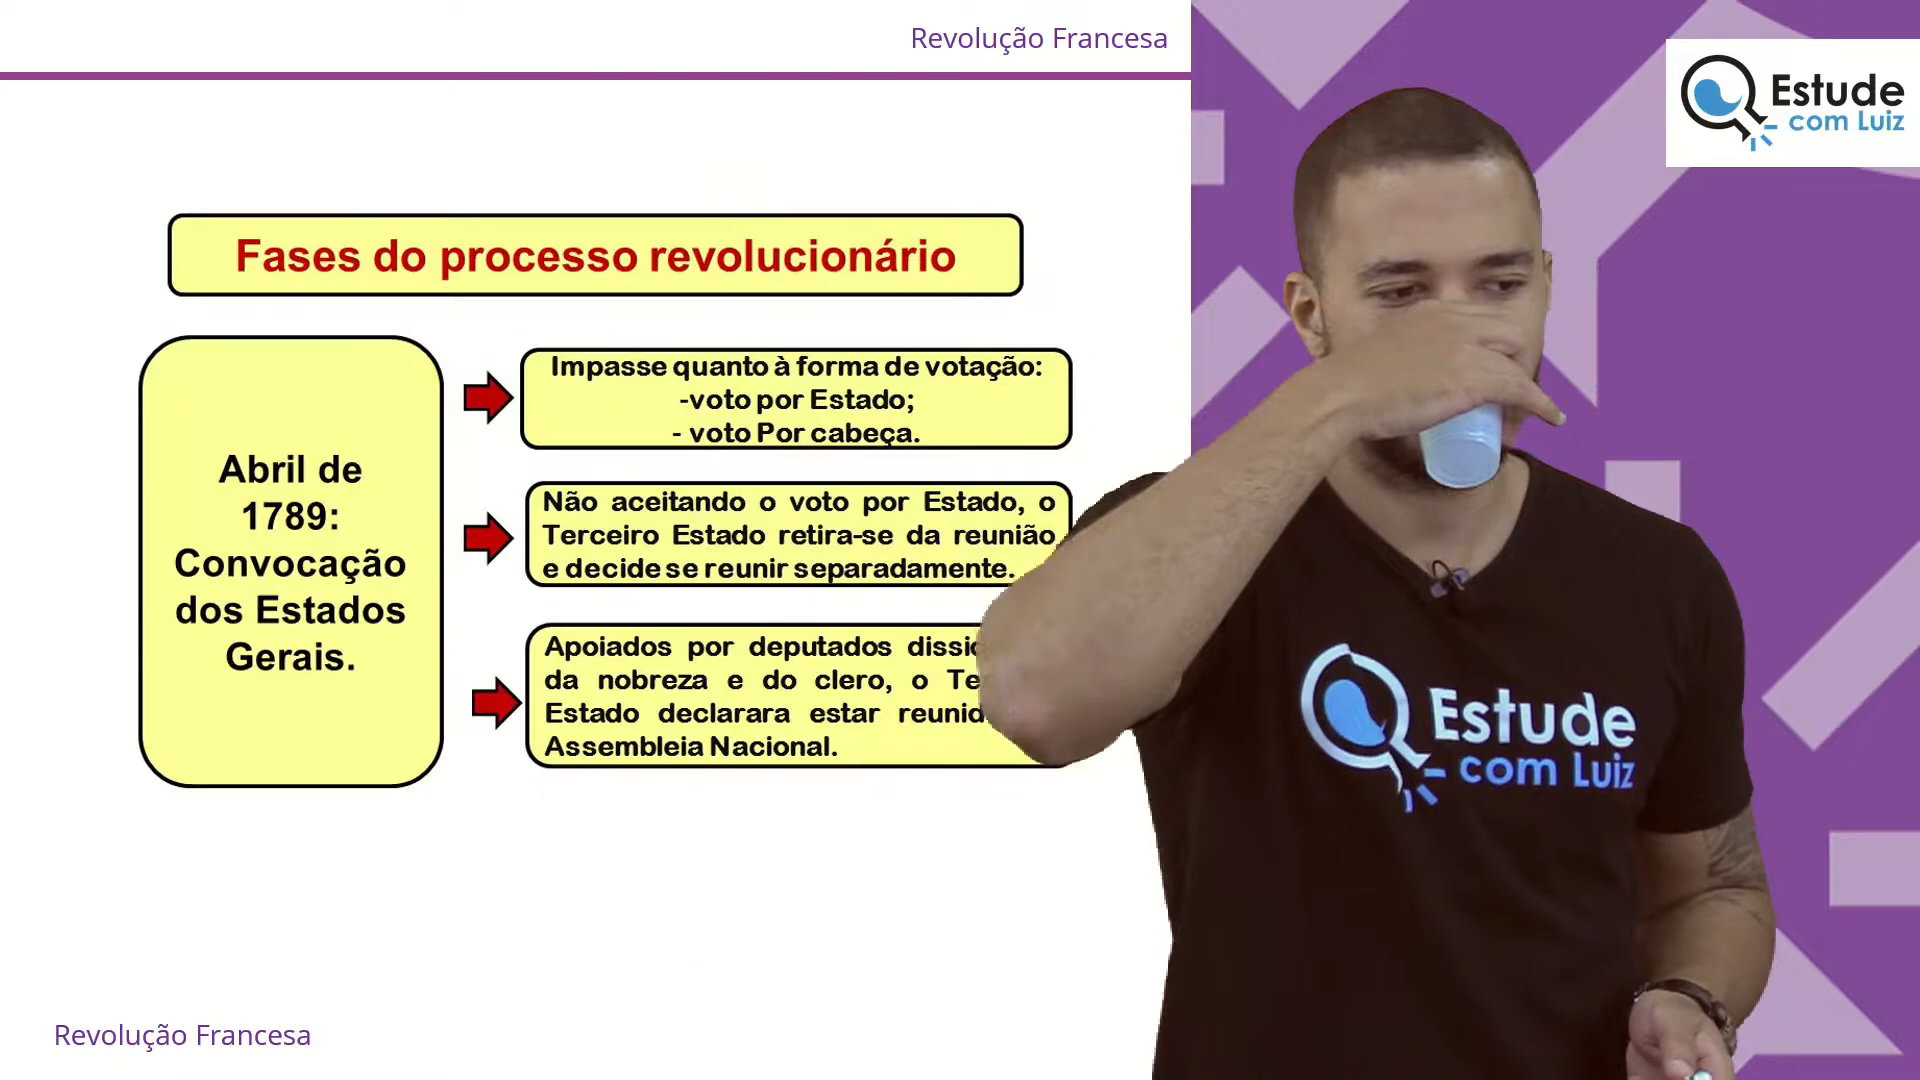 Revolução Francesa
Estude
com Luiz
Fases do processo revolucionário
Abril de
1789:
Convocação
dos Estados
Gerais.
Impasse quanto à forma de votação:
-voto por Estado;
- voto Por cabeça.
Não aceitando o voto por Estado, o
Terceiro Estado retira-se da reunião
e decide se reunir separadamente.
Apoiados por deputados
da nobreza e do clero, o
Estado declarara estar
Assembleia Nacional.
Estude
com Luiz
Revolução Francesa